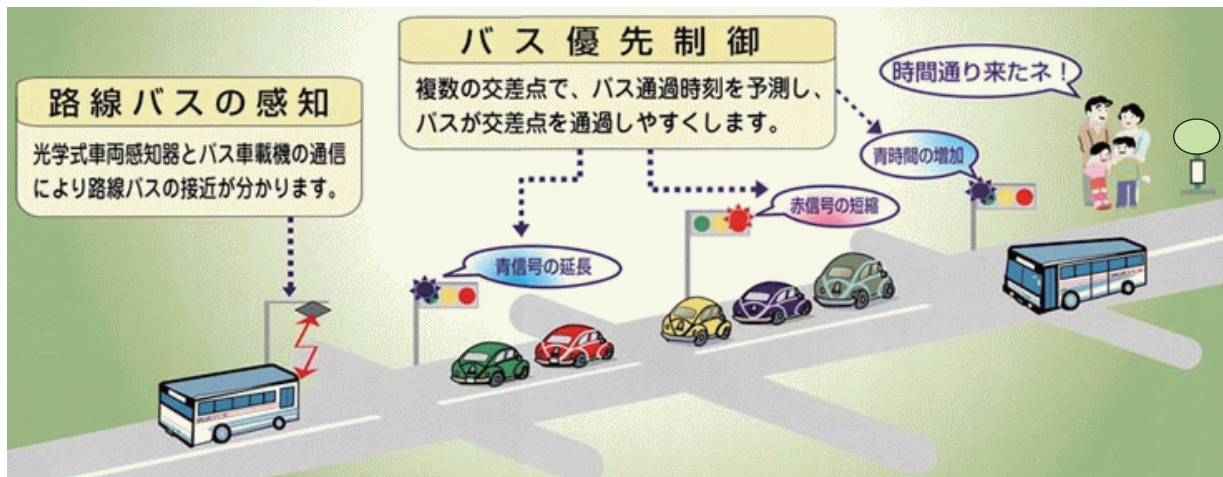 路線バスの感知
光学式車両感知器とバス車載機の通信
により路線バスの接近が分かります。
バス優先制御
複数の交差点で、バス通過時刻を予測し、
バスが交差点を通過しやすくします。
時間通り来たネ!
青時間の増加
赤信号の短縮
青信号の延長